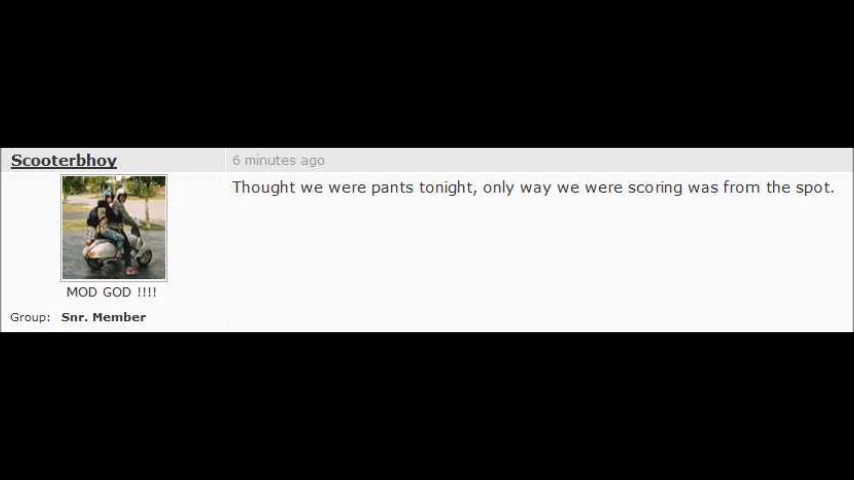 Scooterbhoy
6 minutes ago
Thought we were pants tonight, only way we were scoring was from the spot.
MOD GOD !!!!
Group: Snr. Member